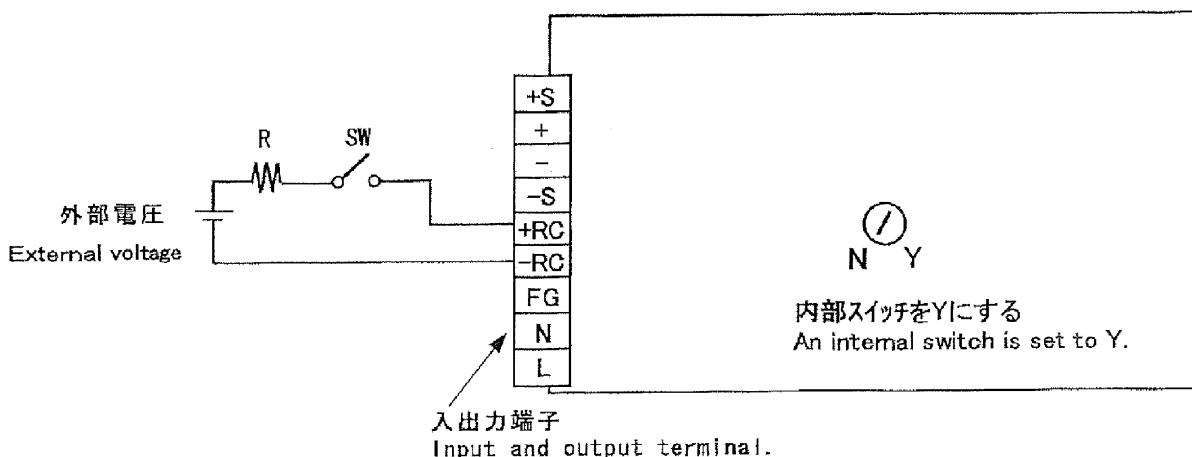 R
SW
外部電圧
External voltage
+S
+
-
-S
+RC
-RC
FG
N
L
N Y
内部スイッチをYにする
An internal switch is set to Y.
入出力端子
Input and output terminal.